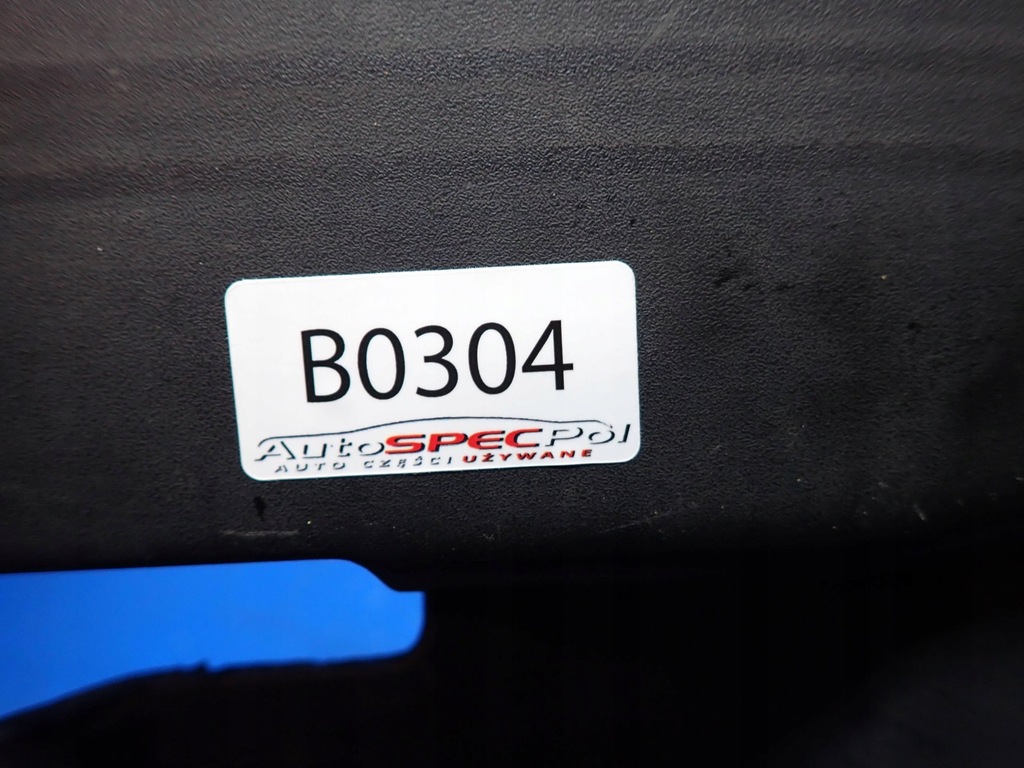 B0304
AutoSPECPol
AUTO CZĘŚCI UŻYWANE